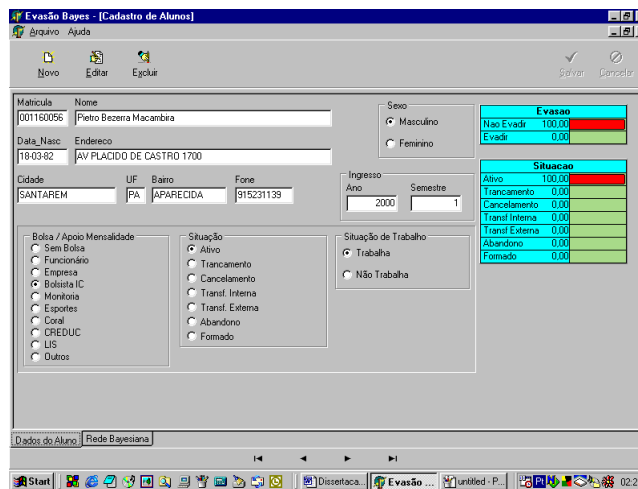 Evasão Bayes - [Cadastro de Alunos]
Arquivo Ajuda
Novo Editar Excluir Salvar Cancelar
Matricula Nome
001160056 Pietro Bezerra Macambira
Data_Nasc Endereco
18-03-82 AV PLACIDO DE CASTRO 1700
Cidade UF Bairro Fone
SANTAREM PA APARECIDA 915231139
Sexo
Masculino
Feminino
Ingresso
Ano Semestre
2000 1
Evasao
Nao Evadir 100,00
Evadir 0,00
Situacao
Ativo 100,00
Trancamento 0,00
Cancelamento 0,00
Transf Interna 0,00
Transf Externa 0,00
Abandono 0,00
Formado 0,00
Bolsa / Apoio Mensalidade
Sem Bolsa
Funcionário
Empresa
Bolsista IC
Monitoria
Esportes
Coral
CREDUC
LIS
Outros
Situação
Ativo
Trancamento
Cancelamento
Transf. Interna
Transf. Externa
Abandono
Formado
Situação de Trabalho
Trabalha
Não Trabalha
Dados do Aluno Rede Bayesiana
Start Dissertaca... Evasão ... untitled - P... Pt 02:2